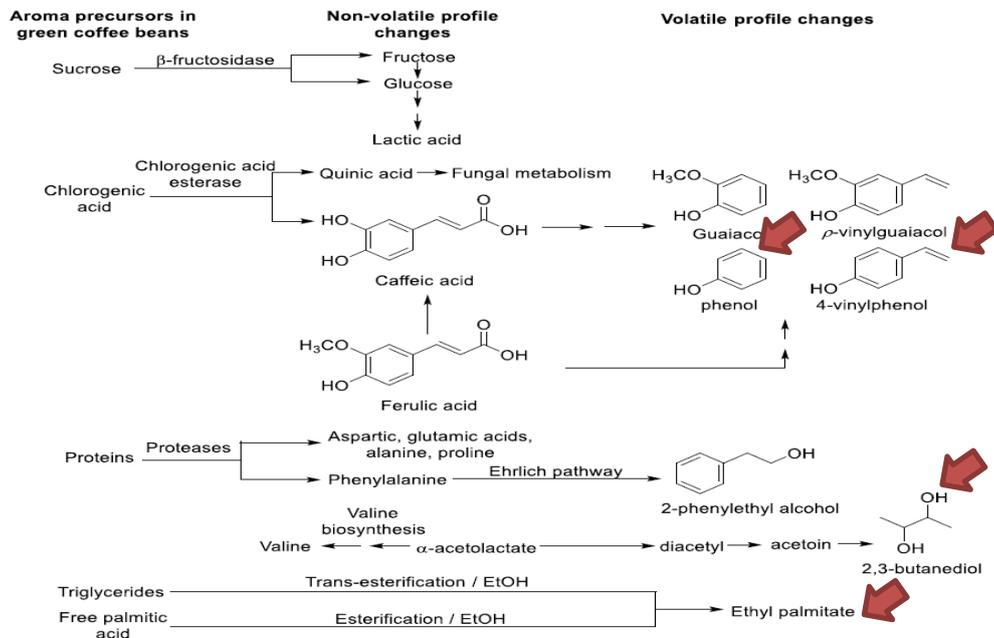 Aroma precursors in
green coffee beans
Non-volatile profile
changes
Volatile profile changes
Sucrose
β-fructosidase
Fructose
Glucose
Lactic acid
Chlorogenic
acid
Chlorogenic acid
esterase
Quinic acid
Fungal metabolism
HO
HO
O
OH
Caffeic acid
H₃CO
HO
Guaiaco
H₃CO
HO
ρ-vinylguaiacol
HO
phenol
HO
4-vinylphenol
H₃CO
HO
O
OH
Ferulic acid
Proteins
Proteases
Aspartic, glutamic acids,
alanine, proline
Phenylalanine
Ehrlich pathway
OH
2-phenylethyl alcohol
Valine
biosynthesis
Valine
α-acetolactate
diacetyl
acetoin
OH
OH
2,3-butanediol
Triglycerides
Trans-esterification / EtOH
Free palmitic
acid
Esterification / EtOH
Ethyl palmitate